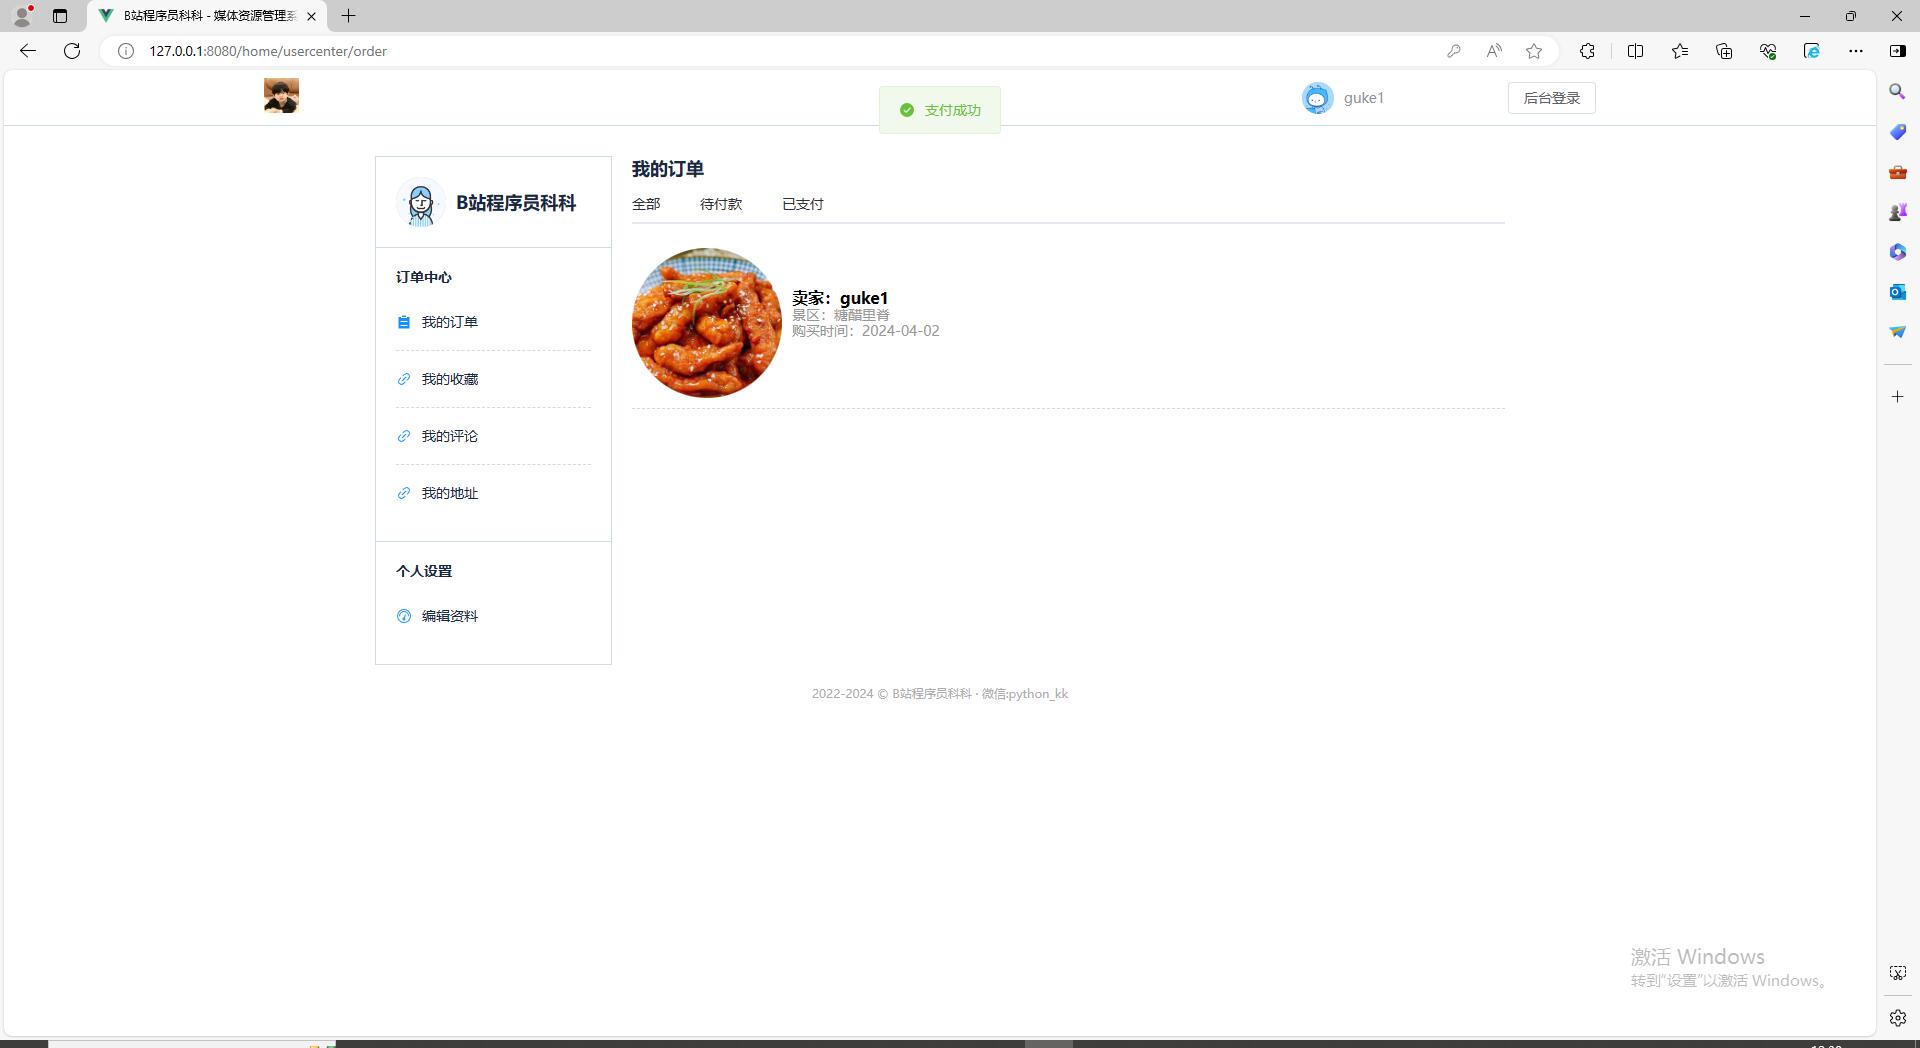 B站程序员科科 - 媒体资源管理系
127.0.0.1:8080/home/usercenter/order
支付成功
guke1
后台登录
B站程序员科科
订单中心
我的订单
我的收藏
我的评论
我的地址
个人设置
编辑资料
我的订单
全部 待付款 已支付
卖家：guke1
景区：糖醋里脊
购买时间：2024-04-02
2022-2024 © B站程序员科科 · 微信:python_kk
激活 Windows
转到"设置"以激活 Windows。